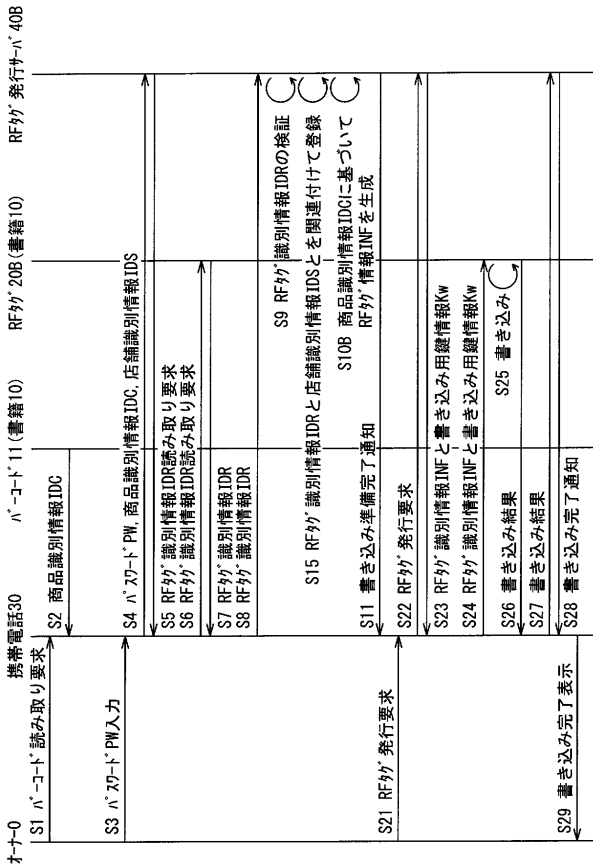 オーナーO
携帯電話30
バーコード11(書籍10)
RFタグ20B(書籍10)
RFタグ発行サーバ40B
S1 バーコード読み取り要求
S2 商品識別情報IDC
S3 パスワードPW入力
S4 パスワードPW, 商品識別情報IDC, 店舗識別情報IDS
S5 RFタグ識別情報IDR読み取り要求
S6 RFタグ識別情報IDR読み取り要求
S7 RFタグ識別情報IDR
S8 RFタグ識別情報IDR
S9 RFタグ識別情報IDRの検証
S15 RFタグ識別情報IDRと店舗識別情報IDSとを関連付けて登録
S10B 商品識別情報IDCに基づいて
RFタグ情報INFを生成
S11 書き込み準備完了通知
S21 RFタグ発行要求
S22 RFタグ発行要求
S23 RFタグ識別情報INFと書き込み用鍵情報Kw
S24 RFタグ識別情報INFと書き込み用鍵情報Kw
S25 書き込み
S26 書き込み結果
S27 書き込み結果
S28 書き込み完了通知
S29 書き込み完了表示